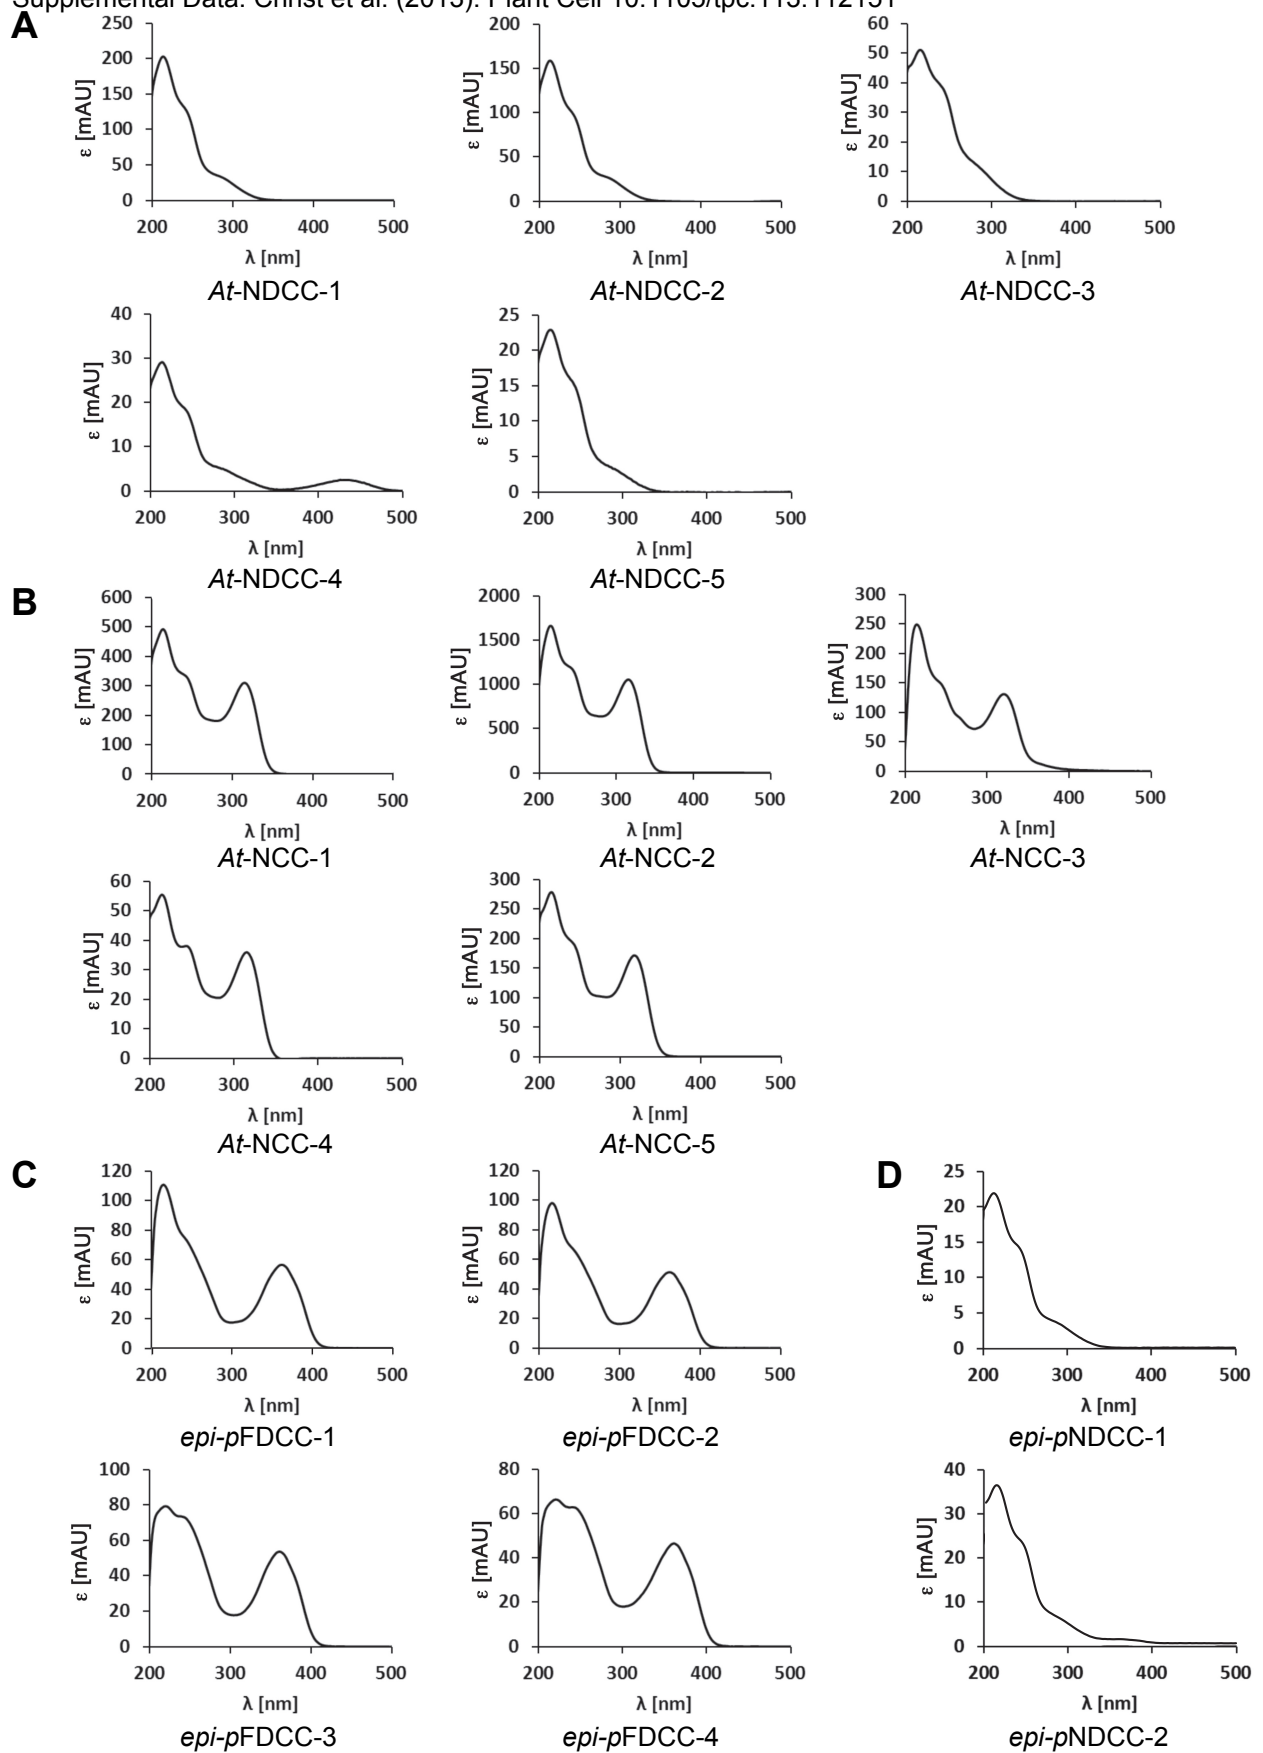 Supplemental Data. Christ et al. (2013). Plant Cell 10.1105/tpc.113.112151
A
250
200
150
100
50
0
200 300 400 500
ε [mAU]
λ [nm]
At-NDCC-1
200
150
100
50
0
200 300 400 500
ε [mAU]
λ [nm]
At-NDCC-2
60
50
40
30
20
10
0
200 300 400 500
ε [mAU]
λ [nm]
At-NDCC-3
40
30
20
10
0
200 300 400 500
ε [mAU]
λ [nm]
At-NDCC-4
25
20
15
10
5
0
200 300 400 500
ε [mAU]
λ [nm]
At-NDCC-5
B
600
500
400
300
200
100
0
200 300 400 500
ε [mAU]
λ [nm]
At-NCC-1
2000
1500
1000
500
0
200 300 400 500
ε [mAU]
λ [nm]
At-NCC-2
300
250
200
150
100
50
0
200 300 400 500
ε [mAU]
λ [nm]
At-NCC-3
60
50
40
30
20
10
0
200 300 400 500
ε [mAU]
λ [nm]
At-NCC-4
300
250
200
150
100
50
0
200 300 400 500
ε [mAU]
λ [nm]
At-NCC-5
C
120
100
80
60
40
20
0
200 300 400 500
ε [mAU]
λ [nm]
epi-pFDCC-1
120
100
80
60
40
20
0
200 300 400 500
ε [mAU]
λ [nm]
epi-pFDCC-2
D
25
20
15
10
5
0
200 300 400 500
ε [mAU]
λ [nm]
epi-pNDCC-1
100
80
60
40
20
0
200 300 400 500
ε [mAU]
λ [nm]
epi-pFDCC-3
80
60
40
20
0
200 300 400 500
ε [mAU]
λ [nm]
epi-pFDCC-4
40
30
20
10
0
200 300 400 500
ε [mAU]
λ [nm]
epi-pNDCC-2